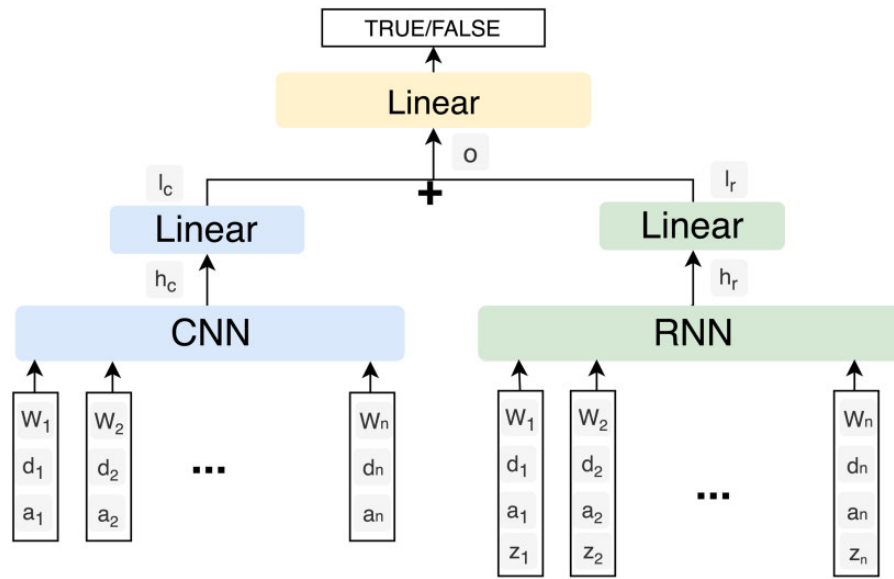 TRUE/FALSE
Linear
o
l_c
l_r
Linear
Linear
h_c
h_r
CNN
RNN
W_1 W_2 W_n W_1 W_2 W_n
d_1 d_2 ... d_n d_1 d_2 d_n
a_1 a_2 a_n a_1 a_2 ... a_n
z_1 z_2 z_n